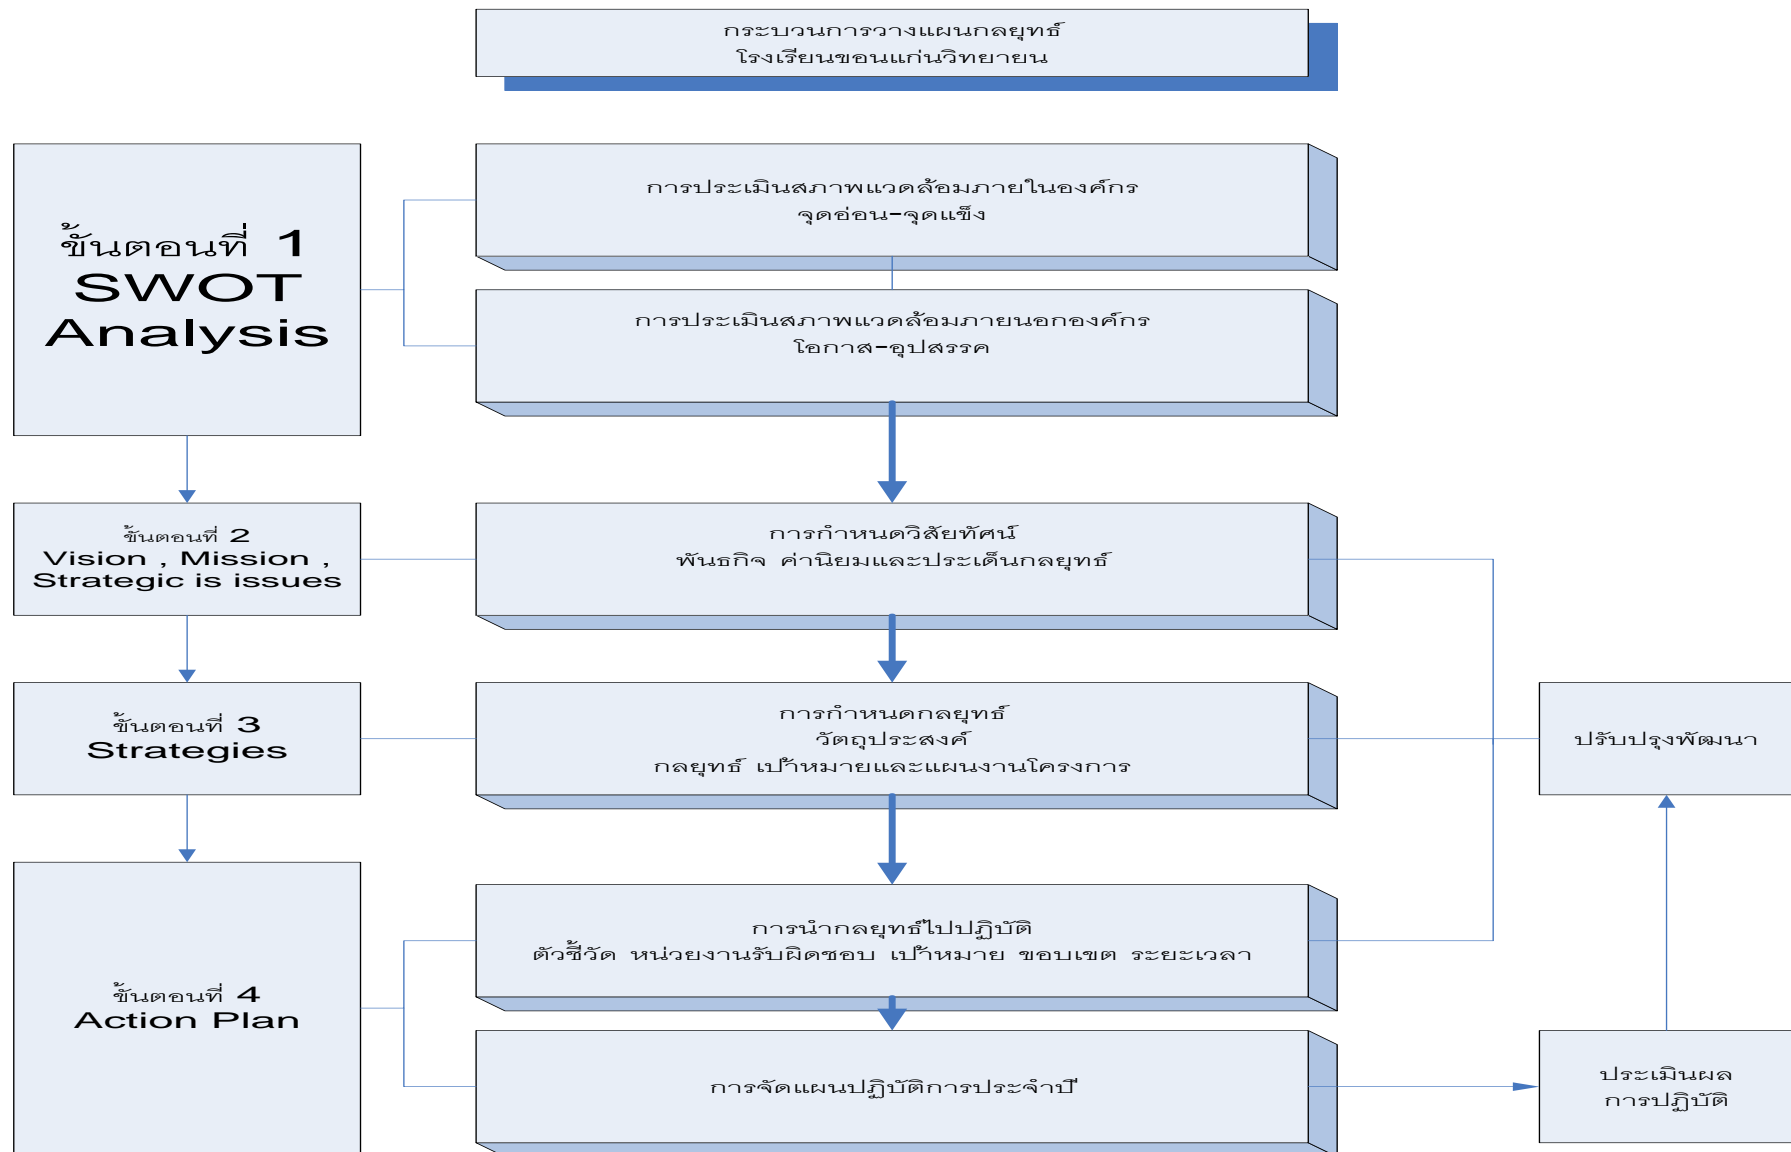 กระบวนการวางแผนกลยุทธ์
โรงเรียนขอนแก่นวิทยายน
ขั้นตอนที่ 1
SWOT
Analysis
การประเมินสภาพแวดล้อมภายในองค์กร
จุดอ่อน-จุดแข็ง
การประเมินสภาพแวดล้อมภายนอกองค์กร
โอกาส-อุปสรรค
ขั้นตอนที่ 2
Vision , Mission ,
Strategic is issues
การกำหนดวิสัยทัศน์
พันธกิจ ค่านิยมและประเด็นกลยุทธ์
ขั้นตอนที่ 3
Strategies
การกำหนดกลยุทธ์
วัตถุประสงค์
กลยุทธ์ เป้าหมายและแผนงานโครงการ
ปรับปรุงพัฒนา
ขั้นตอนที่ 4
Action Plan
การนำกลยุทธ์ไปปฏิบัติ
ตัวชี้วัด หน่วยงานรับผิดชอบ เป้าหมาย ขอบเขต ระยะเวลา
การจัดแผนปฏิบัติการประจำปี
ประเมินผล
การปฏิบัติ